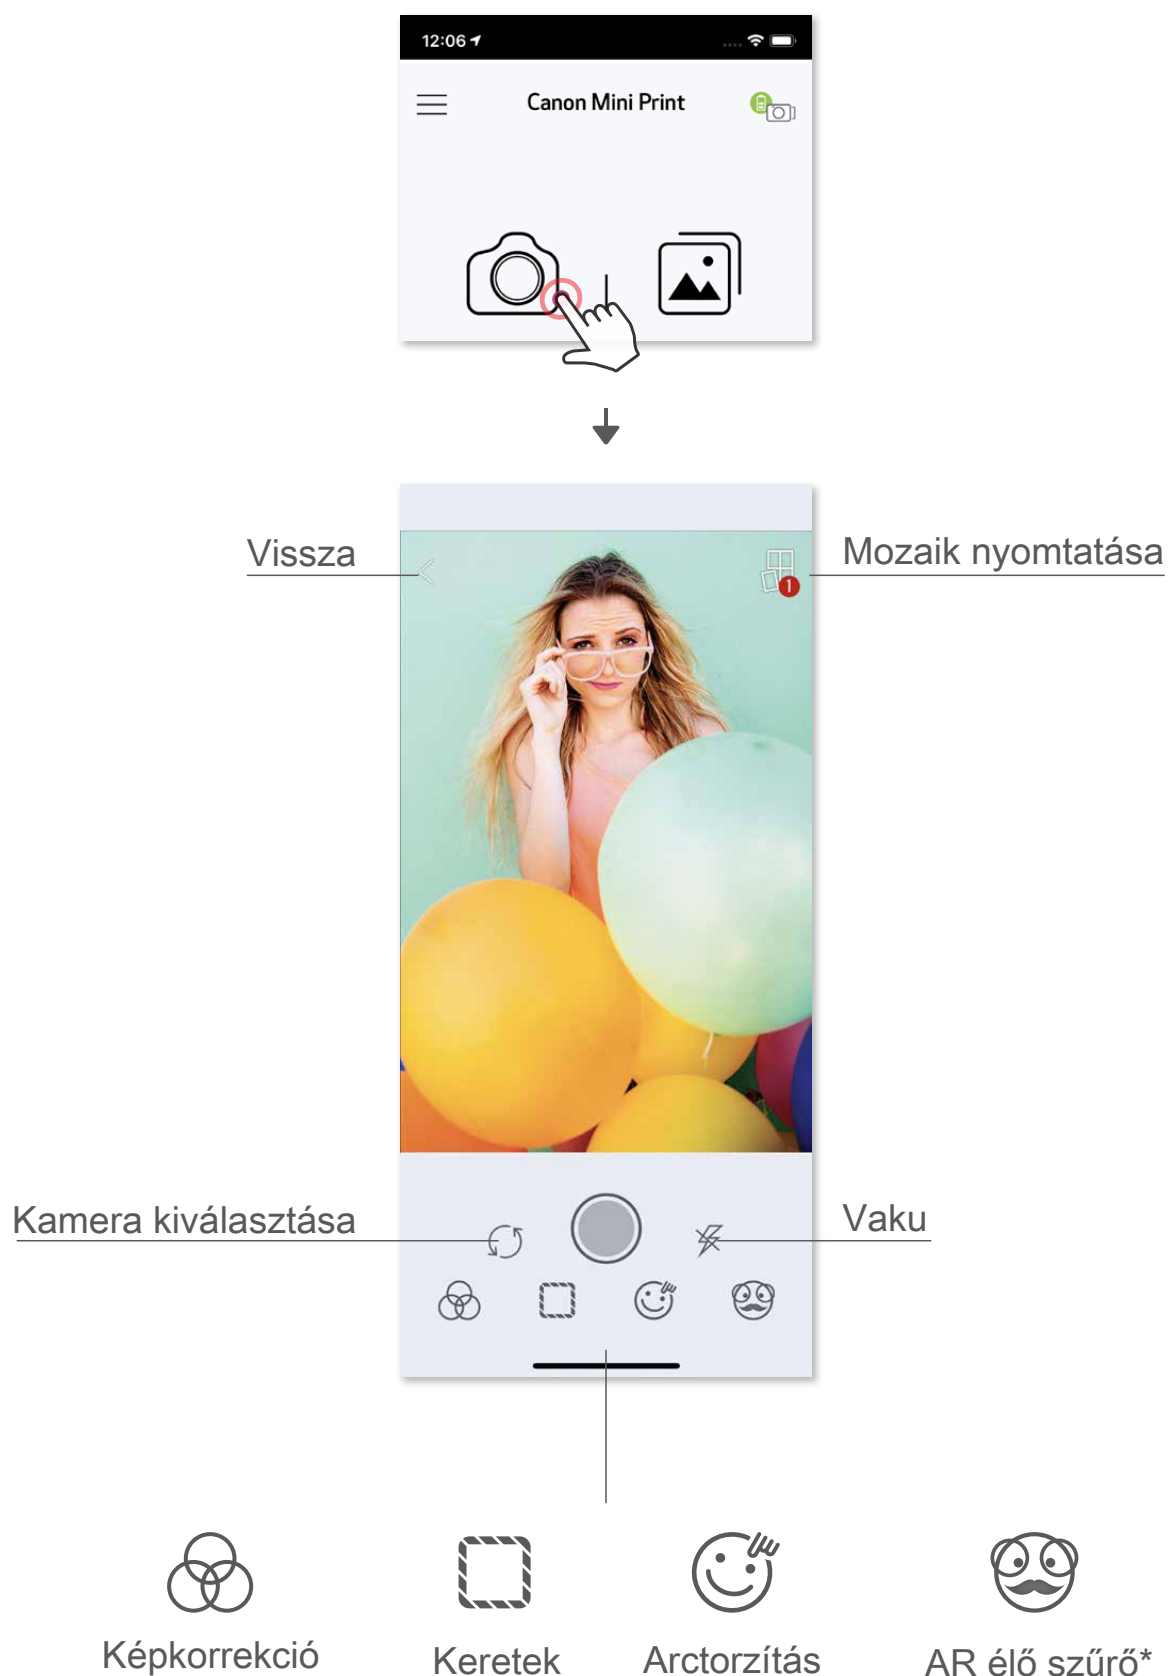 12:06
Canon Mini Print
Vissza
Mozaik nyomtatása
1
Kamera kiválasztása
Vaku
Képkorrekció
Keretek
Arctorzítás
AR élő szűrő*